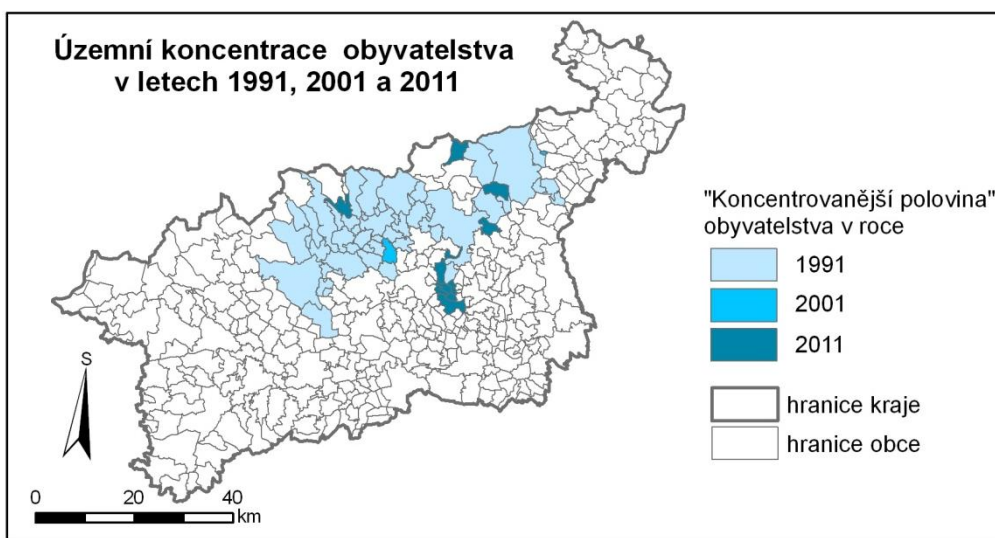 Územní koncentrace obyvatelstva
v letech 1991, 2001 a 2011
"Koncentrovanější polovina"
obyvatelstva v roce
1991
2001
2011
hranice kraje
hranice obce
S
0 20 40
km